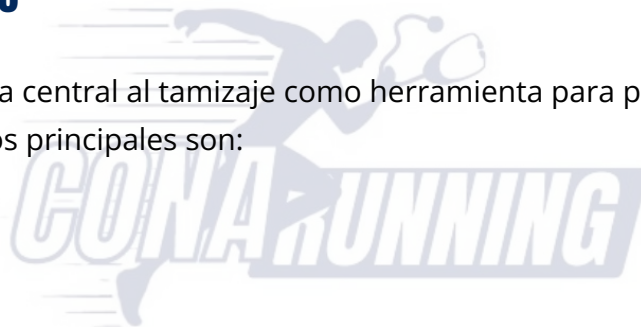 a central al tamizaje como herramienta para p
os principales son:
CONARUNNING